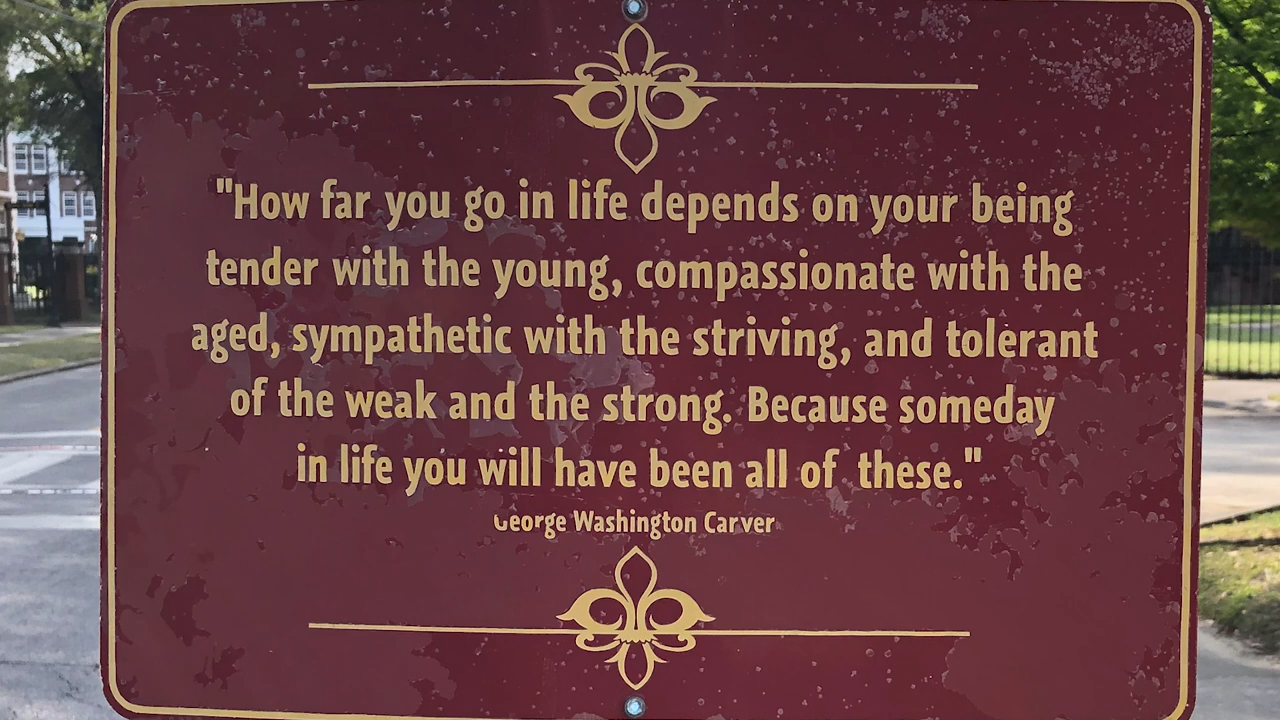 "How far you go in life depends on your being
tender with the young, compassionate with the
aged, sympathetic with the striving, and tolerant
of the weak and the strong. Because someday
in life you will have been all of these."
George Washington Carver